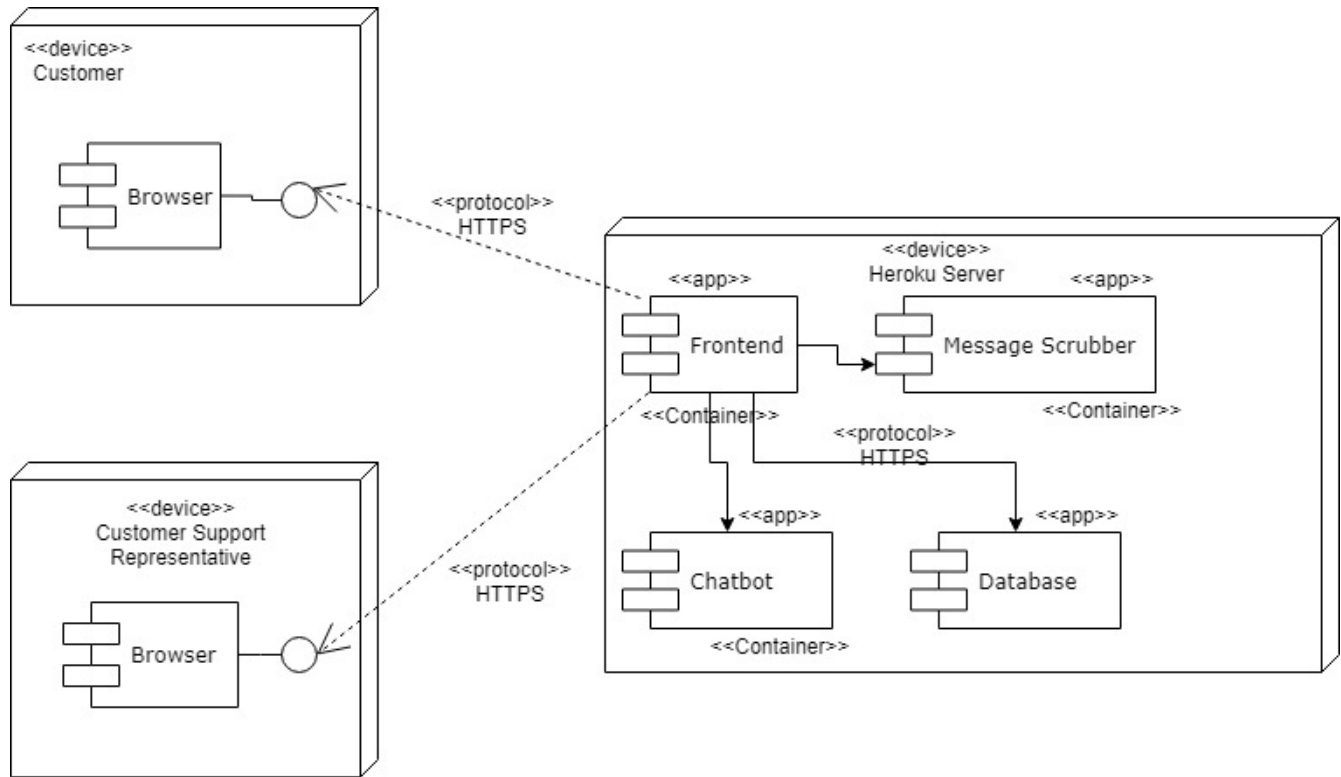 <<device>>
Customer
Browser
<<protocol>>
HTTPS
<<device>>
Customer Support
Representative
Browser
<<protocol>>
HTTPS
<<device>>
Heroku Server
<<app>>
Frontend
<<Container>>
<<app>>
Message Scrubber
<<Container>>
<<protocol>>
HTTPS
<<app>>
Chatbot
<<Container>>
<<app>>
Database